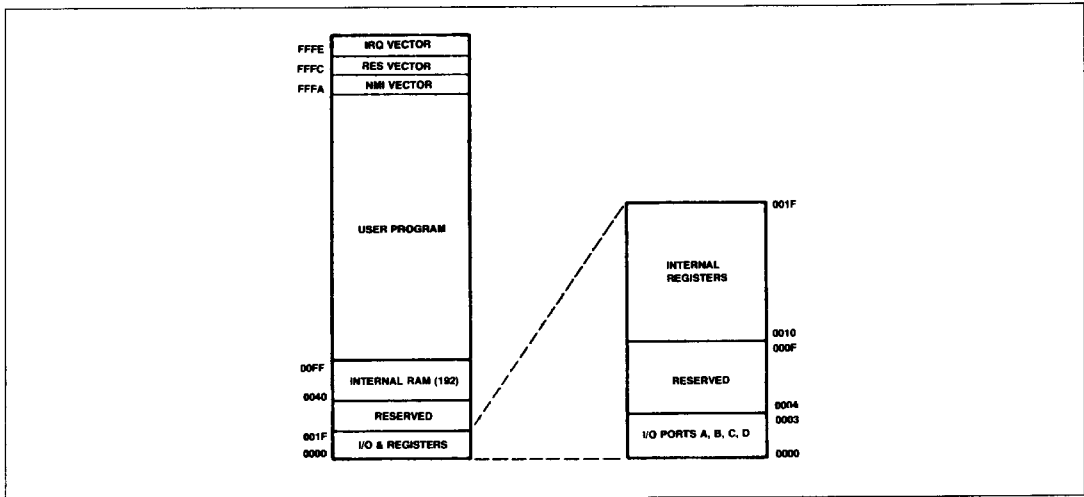 FFFE IRQ VECTOR
FFFC RES VECTOR
FFFA NMI VECTOR
USER PROGRAM
00FF
INTERNAL RAM (192)
0040
RESERVED
001F
I/O & REGISTERS
0000
001F
INTERNAL
REGISTERS
0010
000F
RESERVED
0004
0003
I/O PORTS A, B, C, D
0000